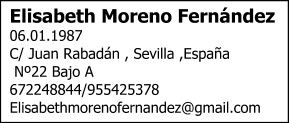 Elisabeth Moreno Fernández
06.01.1987
C/ Juan Rabadán , Sevilla ,España
Nº22 Bajo A
672248844/955425378
Elisabethmorenofernandez@gmail.com